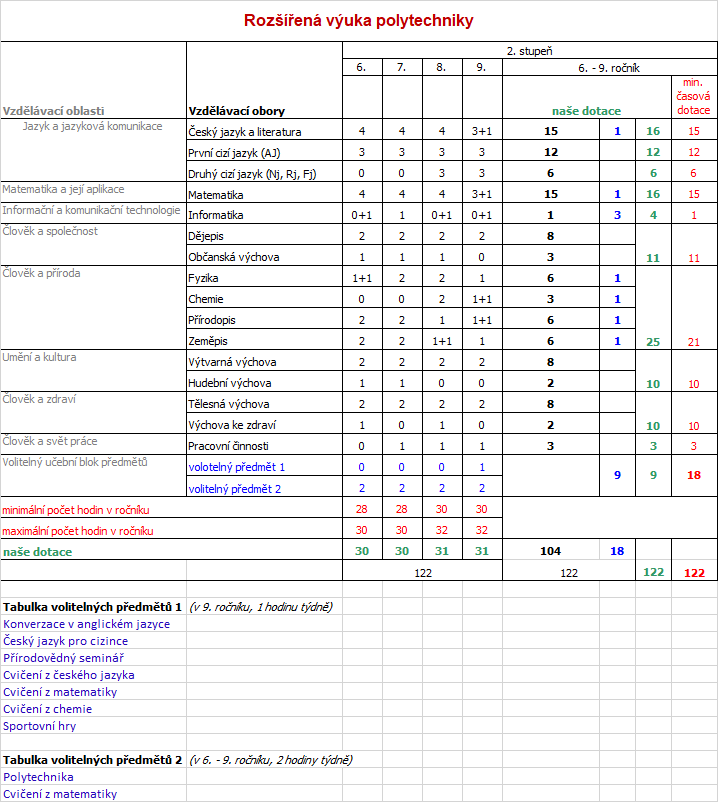 Rozšířená výuka polytechniky
2. stupeň
6. 7. 8. 9. 6. - 9. ročník
Vzdělávací oblasti Vzdělávací obory naše dotace min. časová dotace
Jazyk a jazyková komunikace Český jazyk a literatura 4 4 4 3+1 15 1 16 15
První cizí jazyk (AJ) 3 3 3 3 12 12 12
Druhý cizí jazyk (Nj, Rj, Fj) 0 0 3 3 6 6 6
Matematika a její aplikace Matematika 4 4 4 3+1 15 1 16 15
Informační a komunikační technologie Informatika 0+1 1 0+1 0+1 1 3 4 1
Člověk a společnost Dějepis 2 2 2 2 8
Občanská výchova 1 1 1 0 3 11 11
Člověk a příroda Fyzika 1+1 2 2 1 6 1
Chemie 0 0 2 1+1 3 1
Přírodopis 2 2 1 1+1 6 1
Zeměpis 2 2 1+1 1 6 1 25 21
Umění a kultura Výtvarná výchova 2 2 2 2 8
Hudební výchova 1 1 0 0 2 10 10
Člověk a zdraví Tělesná výchova 2 2 2 2 8
Výchova ke zdraví 1 0 1 0 2 10 10
Člověk a svět práce Pracovní činnosti 0 1 1 1 3 3 3
Volitelný učební blok předmětů volotelný předmět 1 0 0 0 1 9 9 18
volitelný předmět 2 2 2 2 2
minimální počet hodin v ročníku 28 28 30 30
maximální počet hodin v ročníku 30 30 32 32
naše dotace 30 30 31 31 104 18
122 122 122 122
Tabulka volitelných předmětů 1 (v 9. ročníku, 1 hodinu týdně)
Konverzace v anglickém jazyce
Český jazyk pro cizince
Přírodovědný seminář
Cvičení z českého jazyka
Cvičení z matematiky
Cvičení z chemie
Sportovní hry
Tabulka volitelných předmětů 2 (v 6. - 9. ročníku, 2 hodiny týdně)
Polytechnika
Cvičení z matematiky